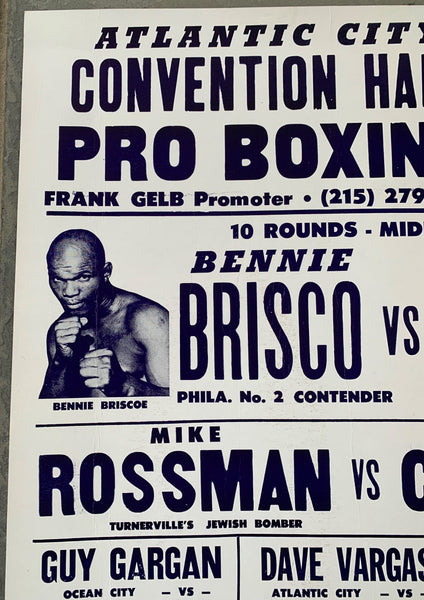 ATLANTIC CITY
CONVENTION HA
PRO BOXIN
FRANK GELB Promoter • (215) 279
10 ROUNDS - MID
BENNIE
BRISCO VS
PHILA. No. 2 CONTENDER
BENNIE BRISCOE
MIKE
ROSSMAN VS C
TURNERVILLE'S JEWISH BOMBER
GUY GARGAN
OCEAN CITY — VS —
DAVE VARGAS
ATLANTIC CITY — VS —